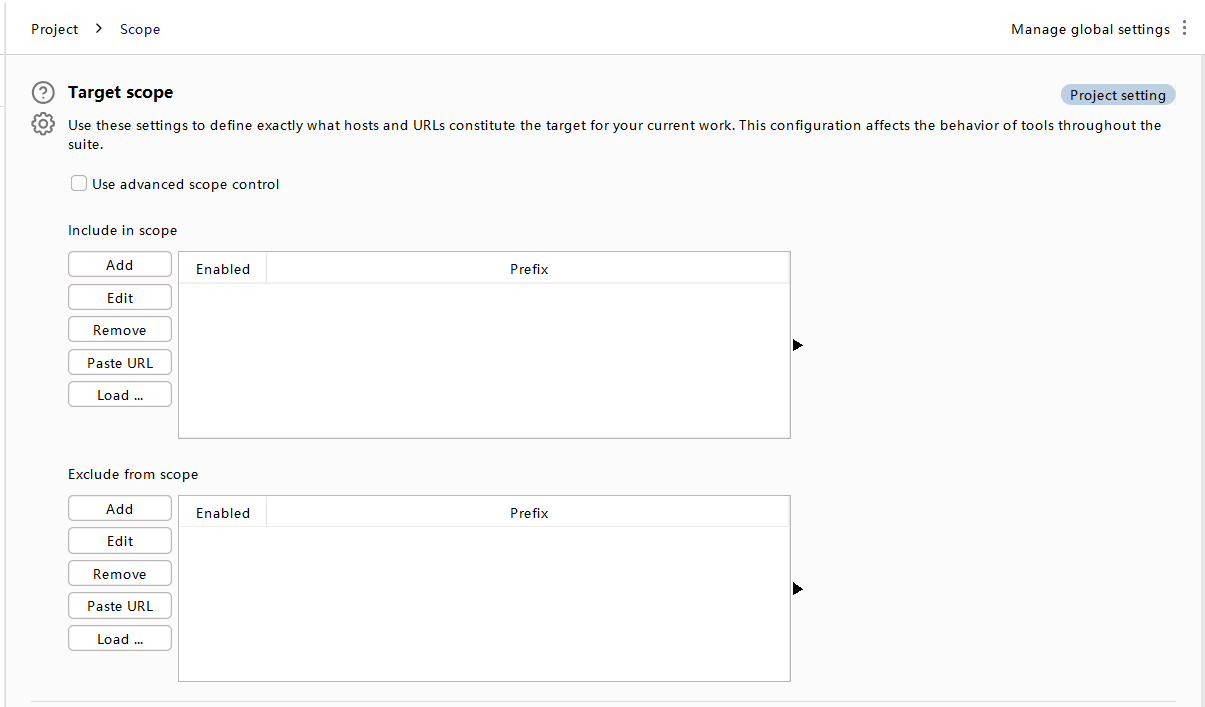 Project > Scope
Manage global settings
Target scope
Project setting
Use these settings to define exactly what hosts and URLs constitute the target for your current work. This configuration affects the behavior of tools throughout the
suite.
Use advanced scope control
Include in scope
Add
Edit
Remove
Paste URL
Load ...
Enabled
Prefix
Exclude from scope
Add
Edit
Remove
Paste URL
Load ...
Enabled
Prefix